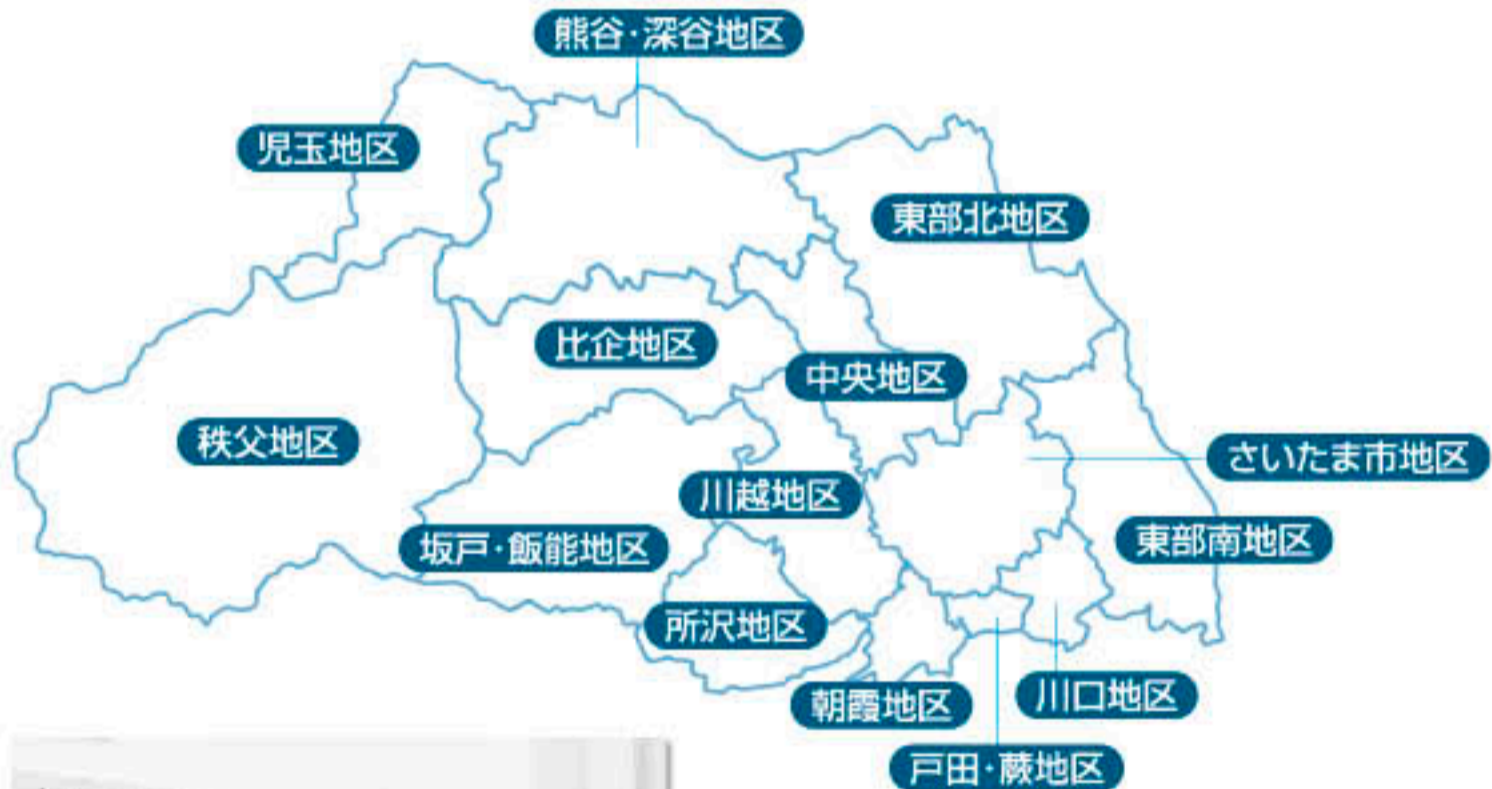 熊谷・深谷地区
児玉地区
東部北地区
比企地区
中央地区
秩父地区
さいたま市地区
川越地区
東部南地区
坂戸・飯能地区
所沢地区
川口地区
朝霞地区
戸田・蕨地区